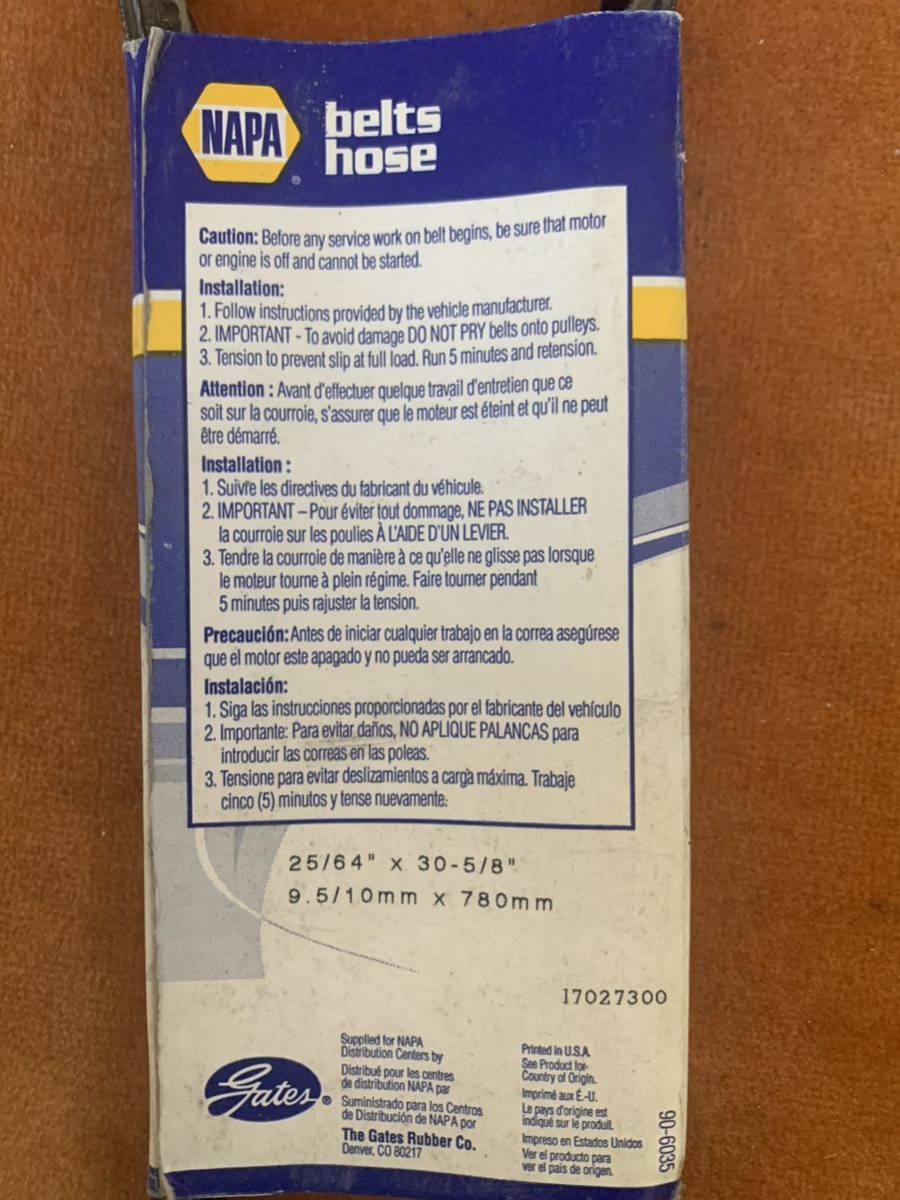 NAPA ®
belts
hose
Caution: Before any service work on belt begins, be sure that motor
or engine is off and cannot be started.
Installation:
1. Follow instructions provided by the vehicle manufacturer.
2. IMPORTANT - To avoid damage DO NOT PRY belts onto pulleys.
3. Tension to prevent slip at full load. Run 5 minutes and retension.
Attention : Avant d'effectuer quelque travail d'entretien que ce
soit sur la courroie, s'assurer que le moteur est éteint et qu'il ne peut
être démarré.
Installation :
1. Suivre les directives du fabricant du véhicule.
2. IMPORTANT – Pour éviter tout dommage, NE PAS INSTALLER
la courroie sur les poulies À L'AIDE D'UN LEVIER.
3. Tendre la courroie de manière à ce qu'elle ne glisse pas lorsque
le moteur tourne à plein régime. Faire tourner pendant
5 minutes puis rajuster la tension.
Precaución: Antes de iniciar cualquier trabajo en la correa asegúrese
que el motor este apagado y no pueda ser arrancado.
Instalación:
1. Siga las instrucciones proporcionadas por el fabricante del vehículo
2. Importante: Para evitar daños, NO APLIQUE PALANCAS para
introducir las correas en las poleas.
3. Tensione para evitar deslizamientos a carga máxima. Trabaje
cinco (5) minutos y tense nuevamente.
25/64" x 30-5/8"
9.5/10mm x 780mm
17027300
Gates ®
Supplied for NAPA
Distribution Centers by
Distribué pour les centres
de distribution NAPA par
Suministrado para los Centros
de Distribución de NAPA por
The Gates Rubber Co.
Denver, CO 80217
Printed in U.S.A.
See Product for
Country of Origin.
Imprimé aux É.-U.
Le pays d'origine est
indiqué sur le produit.
Impreso en Estados Unidos
Ver el producto para
ver el pais de origen.
90-6035